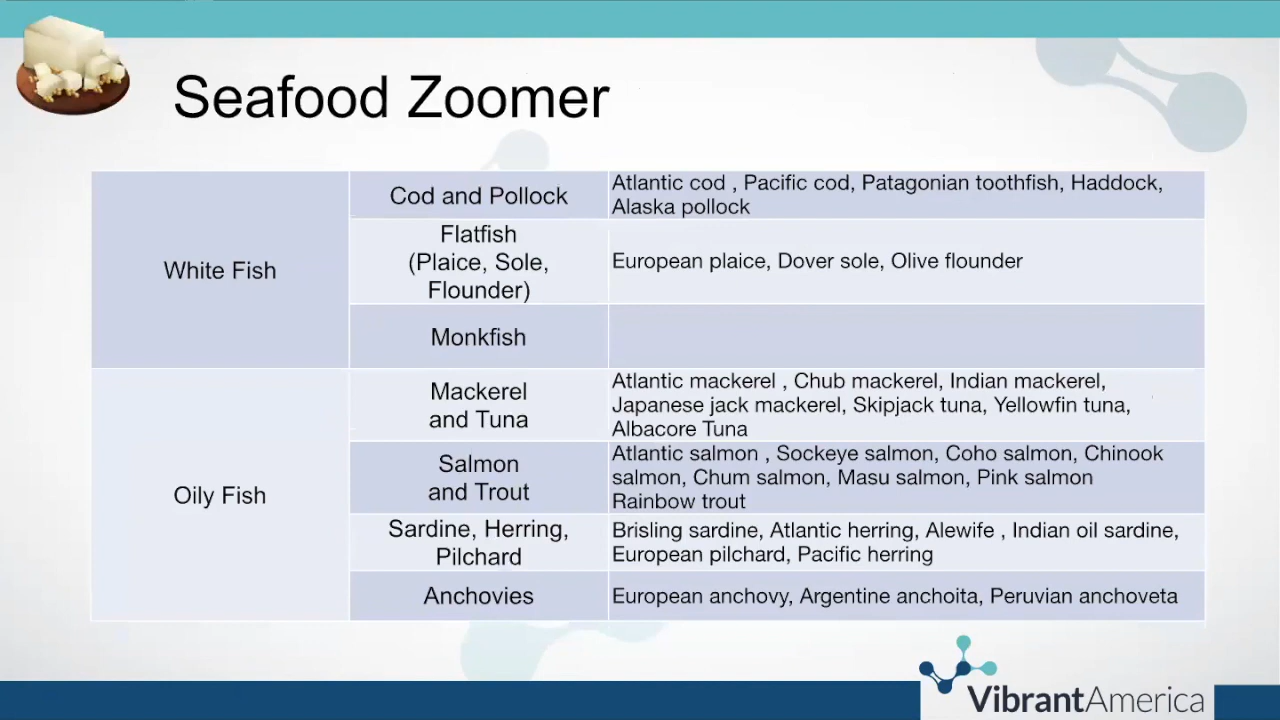 Seafood Zoomer
White Fish
Cod and Pollock
Atlantic cod , Pacific cod, Patagonian toothfish, Haddock,
Alaska pollock
Flatfish
(Plaice, Sole,
Flounder)
European plaice, Dover sole, Olive flounder
Monkfish
Oily Fish
Mackerel
and Tuna
Atlantic mackerel , Chub mackerel, Indian mackerel,
Japanese jack mackerel, Skipjack tuna, Yellowfin tuna,
Albacore Tuna
Salmon
and Trout
Atlantic salmon , Sockeye salmon, Coho salmon, Chinook
salmon, Chum salmon, Masu salmon, Pink salmon
Rainbow trout
Sardine, Herring,
Pilchard
Brisling sardine, Atlantic herring, Alewife , Indian oil sardine,
European pilchard, Pacific herring
Anchovies
European anchovy, Argentine anchoita, Peruvian anchoveta
VibrantAmerica